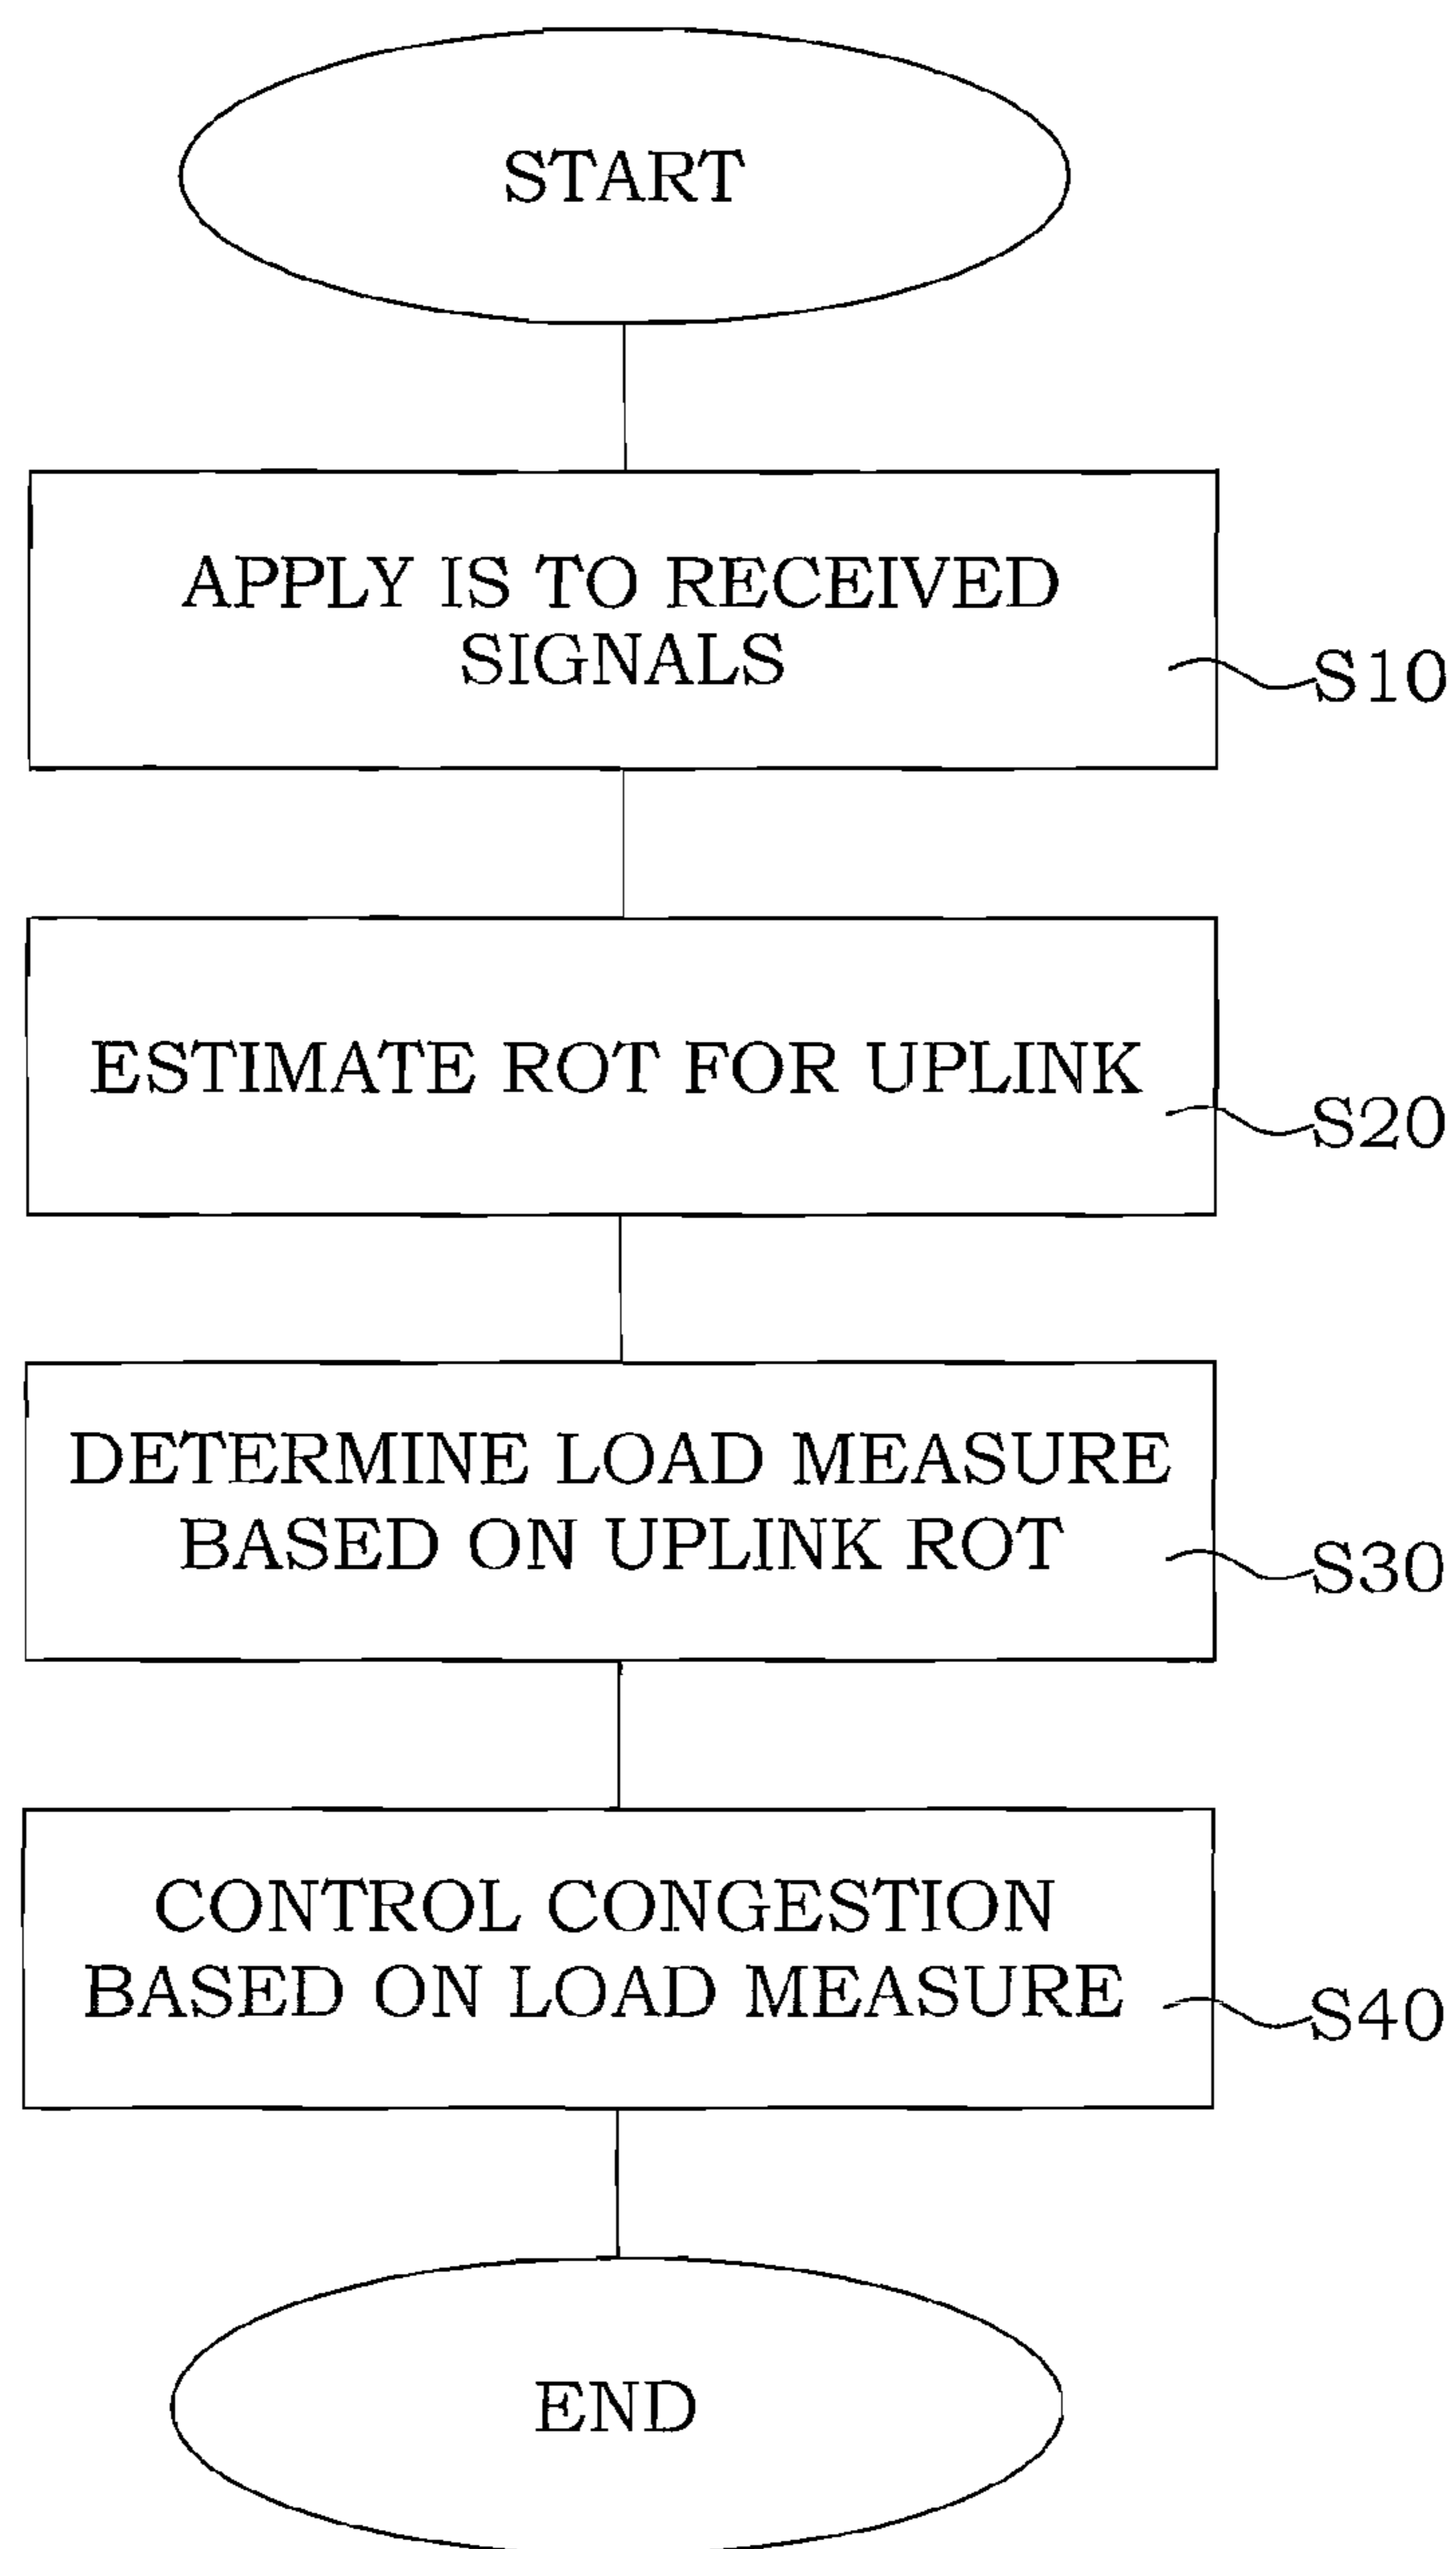 START
APPLY IS TO RECEIVED
SIGNALS
S10
ESTIMATE ROT FOR UPLINK
S20
DETERMINE LOAD MEASURE
BASED ON UPLINK ROT
S30
CONTROL CONGESTION
BASED ON LOAD MEASURE
S40
END